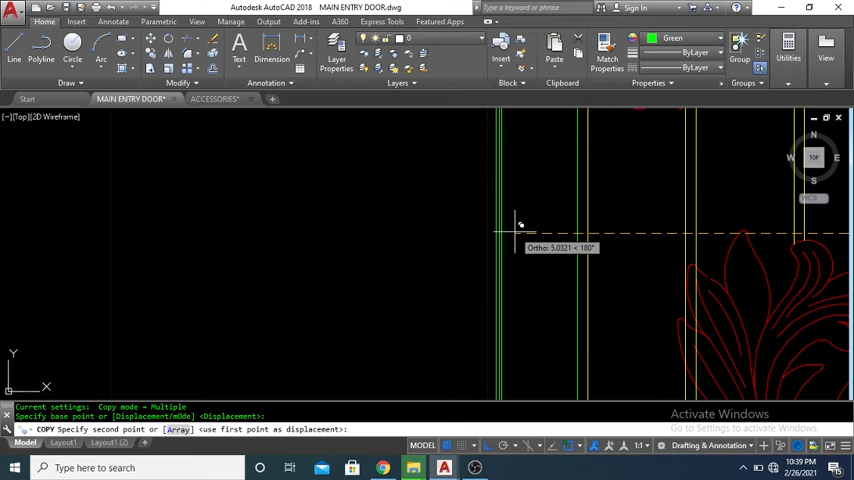 Autodesk AutoCAD 2018 MAIN ENTRY DOOR.dwg
Type a keyword or phrase
Sign In
Home Insert Annotate Parametric View Manage Output Add-ins A360 Express Tools Featured Apps
Line Polyline Circle Arc
Text Dimension
Layer Properties
0
Insert
Paste
Match Properties
Green
ByLayer
ByLayer
Group
Utilities
View
Draw Modify Annotation Layers Block Clipboard Properties Groups
Start MAIN ENTRY DOOR* ACCESSORIES*
[−][Top][2D Wireframe]
N
W TOP E
S
WCS
Ortho: 5.0321 < 180°
Y
X
Current settings: Copy mode = Multiple
Specify base point or [Displacement/mOde] <Displacement>:
COPY Specify second point or [Array] <use first point as displacement>:
Activate Windows
Go to Settings to activate Windows.
Model Layout1 Layout1 (2)
MODEL
1:1
Drafting & Annotation
Type here to search
10:39 PM
2/26/2021
15